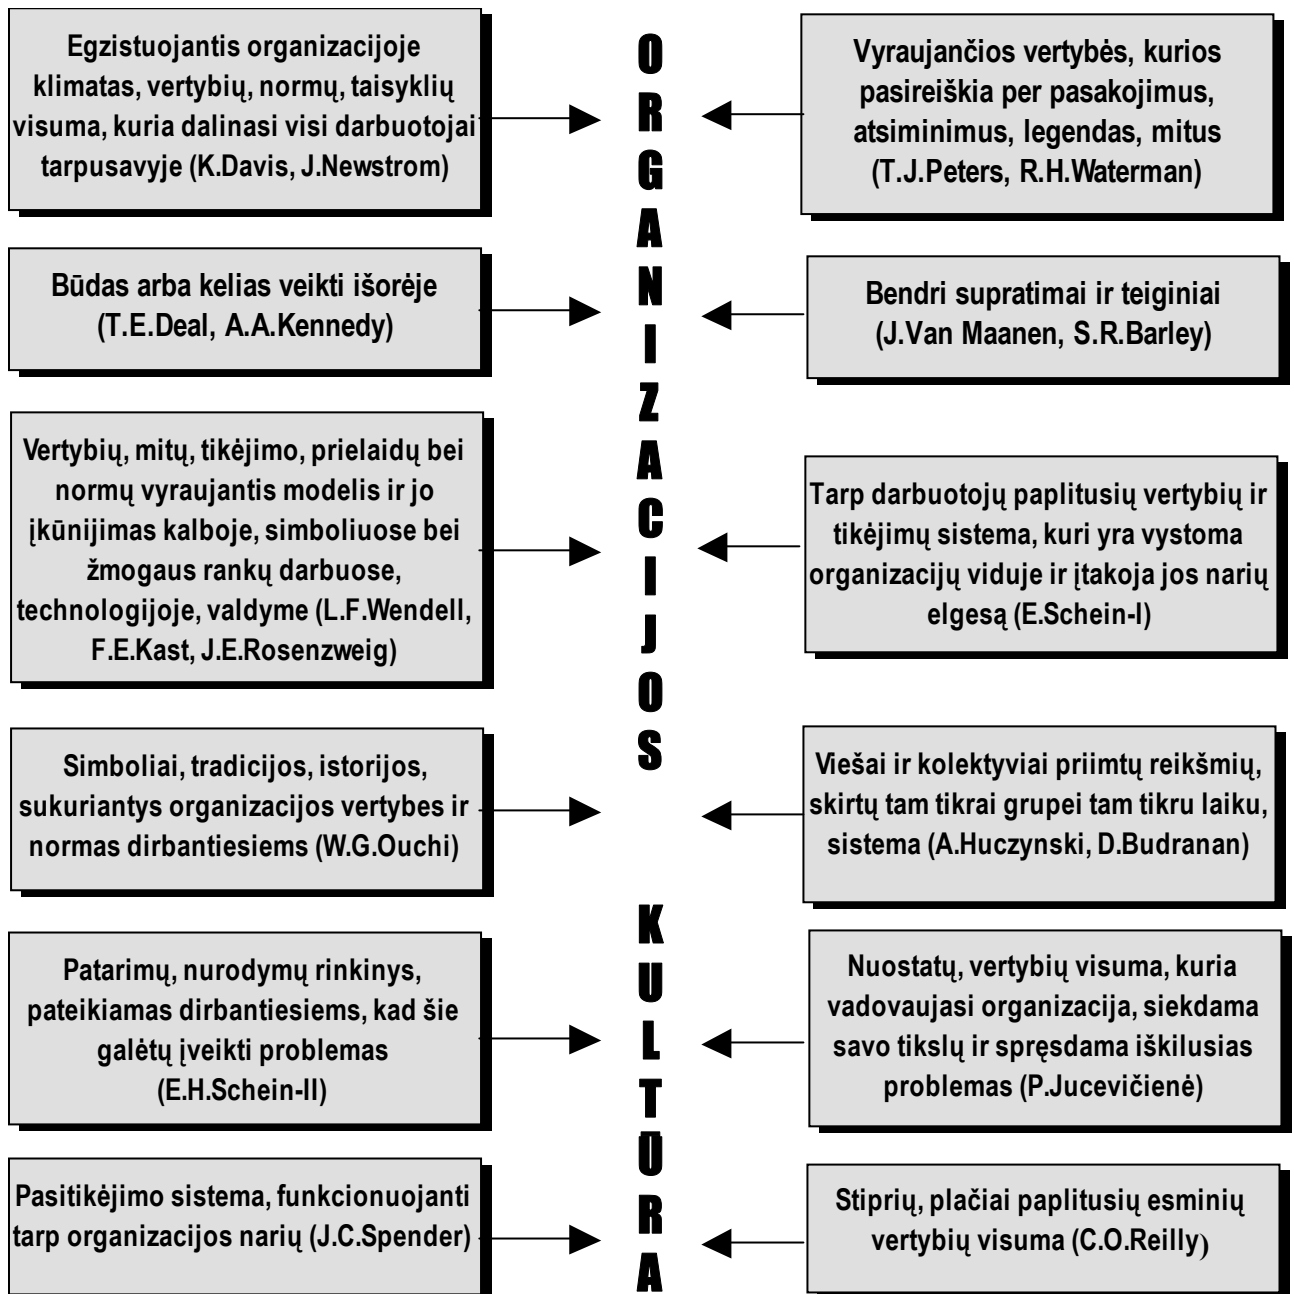 Egzistuojantis organizacijoje
klimatas, vertybių, normų, taisyklių
visuma, kuria dalinasi visi darbuotojai
tarpusavyje (K.Davis, J.Newstrom)
Būdas arba kelias veikti išorėje
(T.E.Deal, A.A.Kennedy)
Vertybių, mitų, tikėjimo, prielaidų bei
normų vyraujantis modelis ir jo
įkūnijimas kalboje, simboliuose bei
žmogaus rankų darbuose,
technologijoje, valdyme (L.F.Wendell,
F.E.Kast, J.E.Rosenzweig)
Simboliai, tradicijos, istorijos,
sukuriantys organizacijos vertybes ir
normas dirbantiesiems (W.G.Ouchi)
Patarimų, nurodymų rinkinys,
pateikiamas dirbantiesiems, kad šie
galėtų įveikti problemas
(E.H.Schein-II)
Pasitikėjimo sistema, funkcionuojanti
tarp organizacijos narių (J.C.Spender)
ORGANIZACIJOS
KULTŪRA
Vyraujančios vertybės, kurios
pasireiškia per pasakojimus,
atsiminimus, legendas, mitus
(T.J.Peters, R.H.Waterman)
Bendri supratimai ir teiginiai
(J.Van Maanen, S.R.Barley)
Tarp darbuotojų paplitusių vertybių ir
tikėjimų sistema, kuri yra vystoma
organizacijų viduje ir įtakoja jos narių
elgesą (E.Schein-I)
Viešai ir kolektyviai priimtų reikšmių,
skirtų tam tikrai grupei tam tikru laiku,
sistema (A.Huczynski, D.Budranan)
Nuostatų, vertybių visuma, kuria
vadovaujasi organizacija, siekdama
savo tikslų ir spręsdama iškilusias
problemas (P.Jucevičienė)
Stiprių, plačiai paplitusių esminių
vertybių visuma (C.O.Reilly)